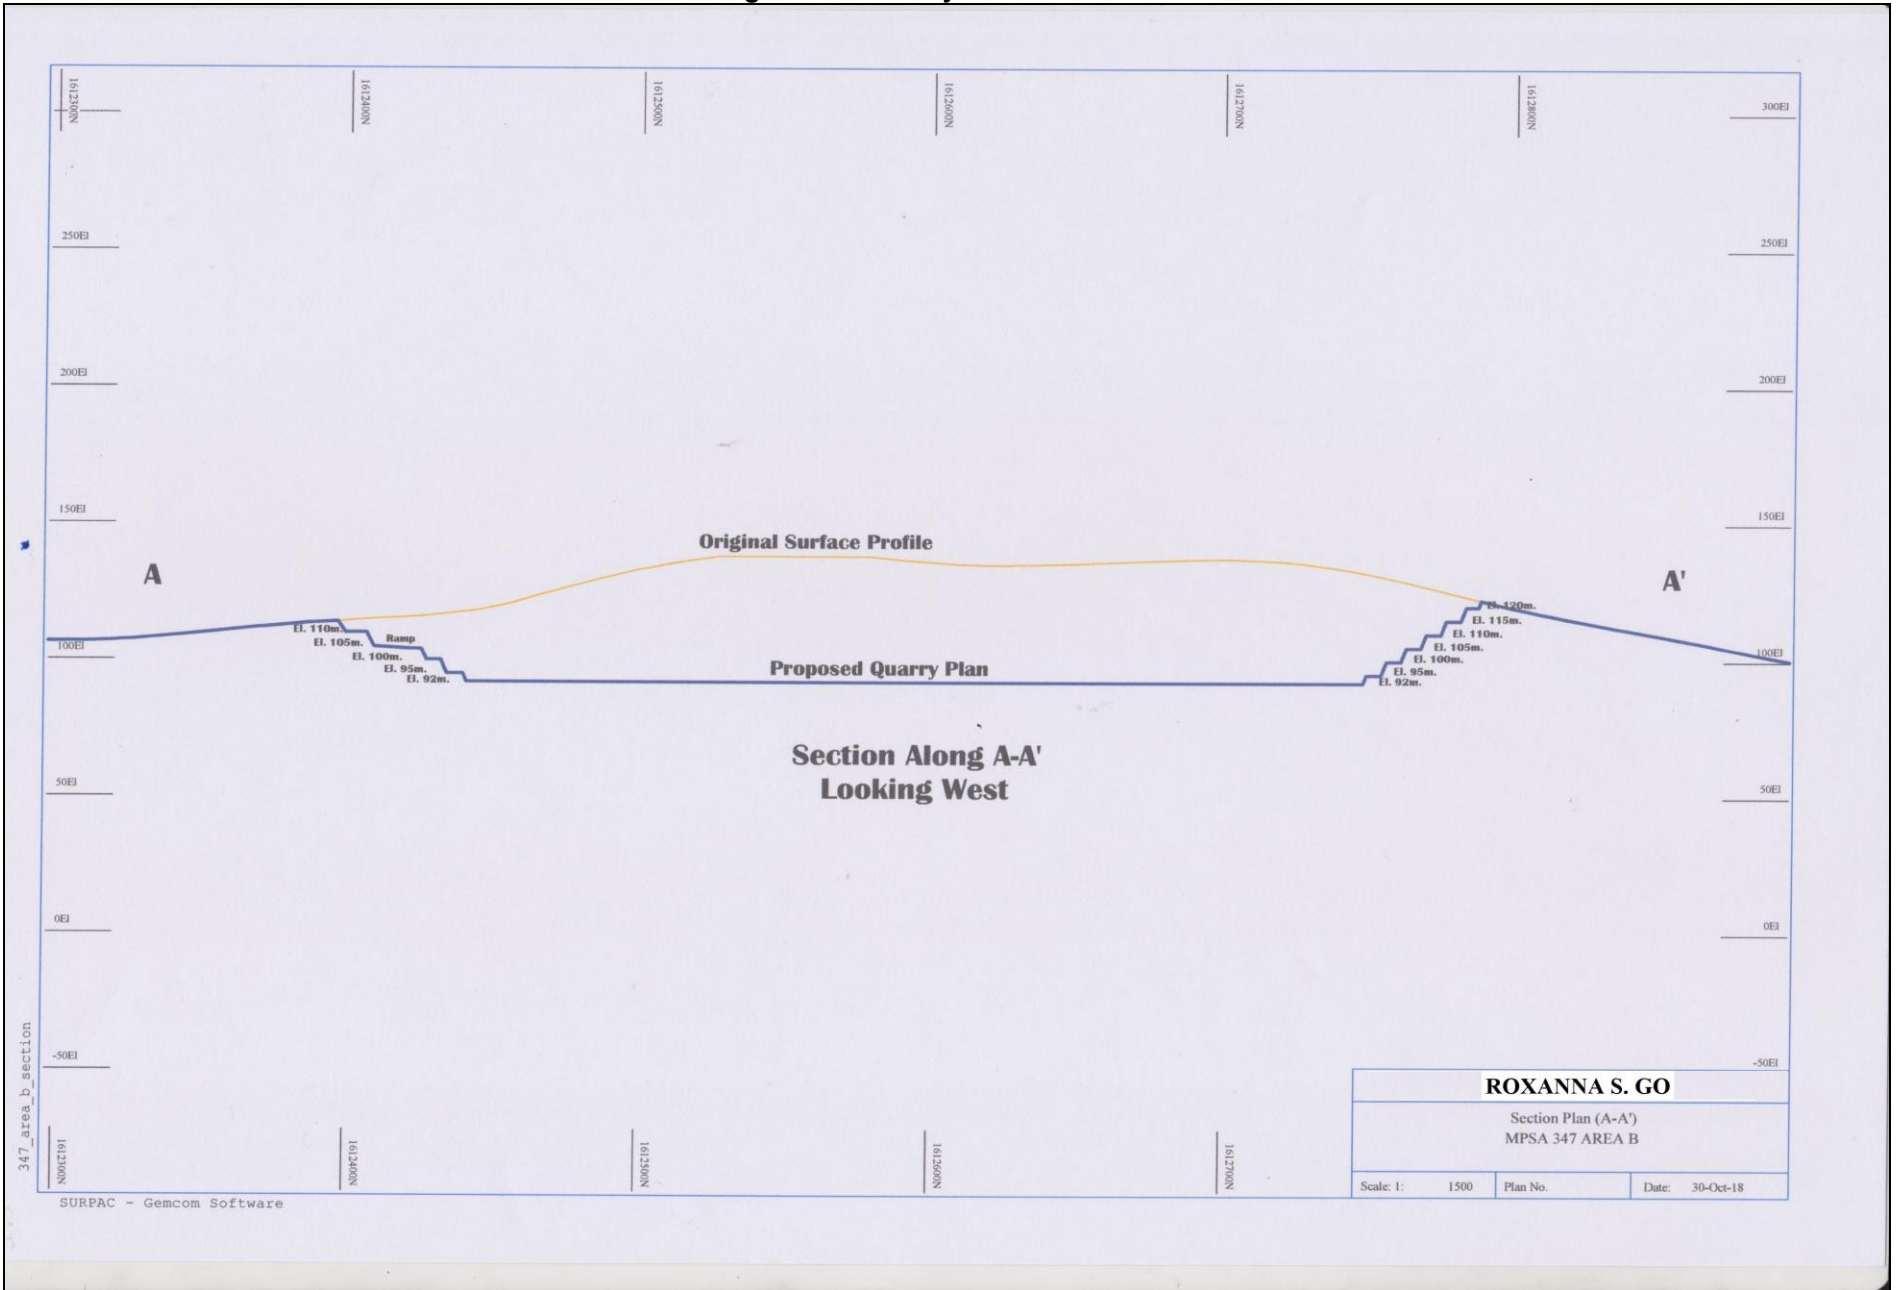 1612300N
1612400N
1612500N
1612600N
1612700N
1612800N
300El
250El
250El
200El
200El
150El
150El
Original Surface Profile
A
A'
El. 110m.
El. 105m.
Ramp
El. 100m.
El. 95m.
El. 92m.
100El
Proposed Quarry Plan
El. 120m.
El. 115m.
El. 110m.
El. 105m.
El. 100m.
El. 95m.
El. 92m.
100El
Section Along A-A'
Looking West
50El
50El
0El
0El
-50El
-50El
347_area_b_section
1612300N
1612400N
1612500N
1612600N
1612700N
ROXANNA S. GO
Section Plan (A-A')
MPSA 347 AREA B
Scale: 1: 1500
Plan No.
Date: 30-Oct-18
SURPAC - Gemcom Software